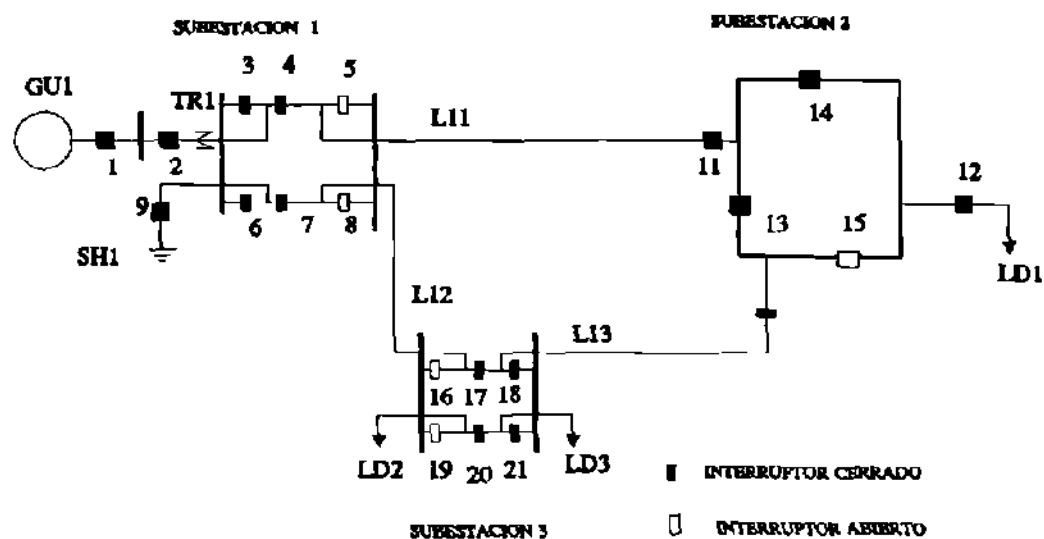 SUBESTACION 1
SUBESTACION 2
GU1
TR1
3 4 5
L11
14
1
2
11
12
9
6
7
8
13
15
SH1
LD1
L12
L13
16 17 18
LD2
19 20 21
LD3
INTERRUPTOR CERRADO
SUBESTACION 3
INTERRUPTOR ABIERTO